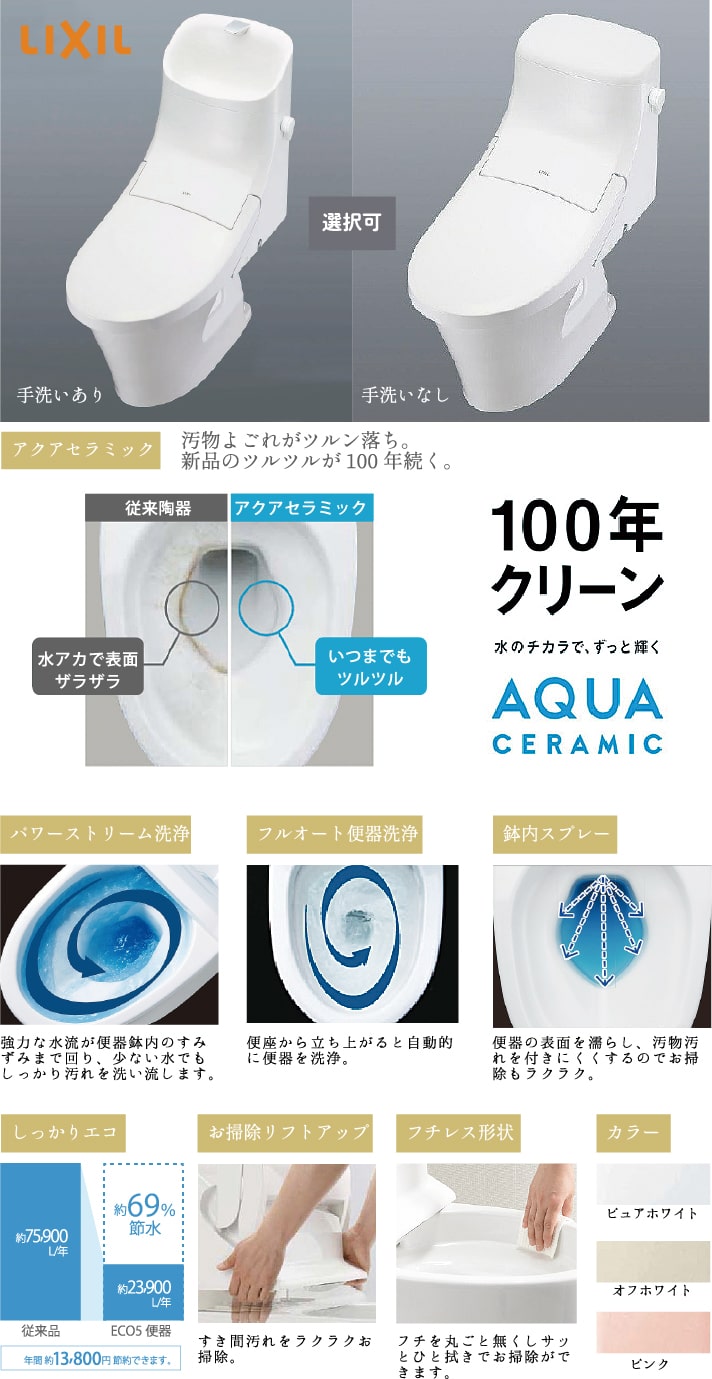 LIXIL
選択可
手洗いあり
手洗いなし
アクアセラミック
汚物よごれがツルン落ち。
新品のツルツルが100年続く。
従来陶器
アクアセラミック
水アカで表面
ザラザラ
いつまでも
ツルツル
100年
クリーン
水のチカラで、ずっと輝く
AQUA
CERAMIC
パワーストリーム洗浄
強力な水流が便器鉢内のすみ
ずみまで回り、少ない水でも
しっかり汚れを洗い流します。
フルオート便器洗浄
便座から立ち上がると自動的
に便器を洗浄。
鉢内スプレー
便器の表面を濡らし、汚物汚
れを付きにくくするのでお掃
除もラクラク。
しっかりエコ
約75,900
L/年
約69%
節水
約23,900
L/年
従来品
ECO5 便器
年間 約13,800円 節約できます。
お掃除リフトアップ
すき間汚れをラクラクお
掃除。
フチレス形状
フチを丸ごと無くしサッ
とひと拭きでお掃除がで
きます。
カラー
ピュアホワイト
オフホワイト
ピンク